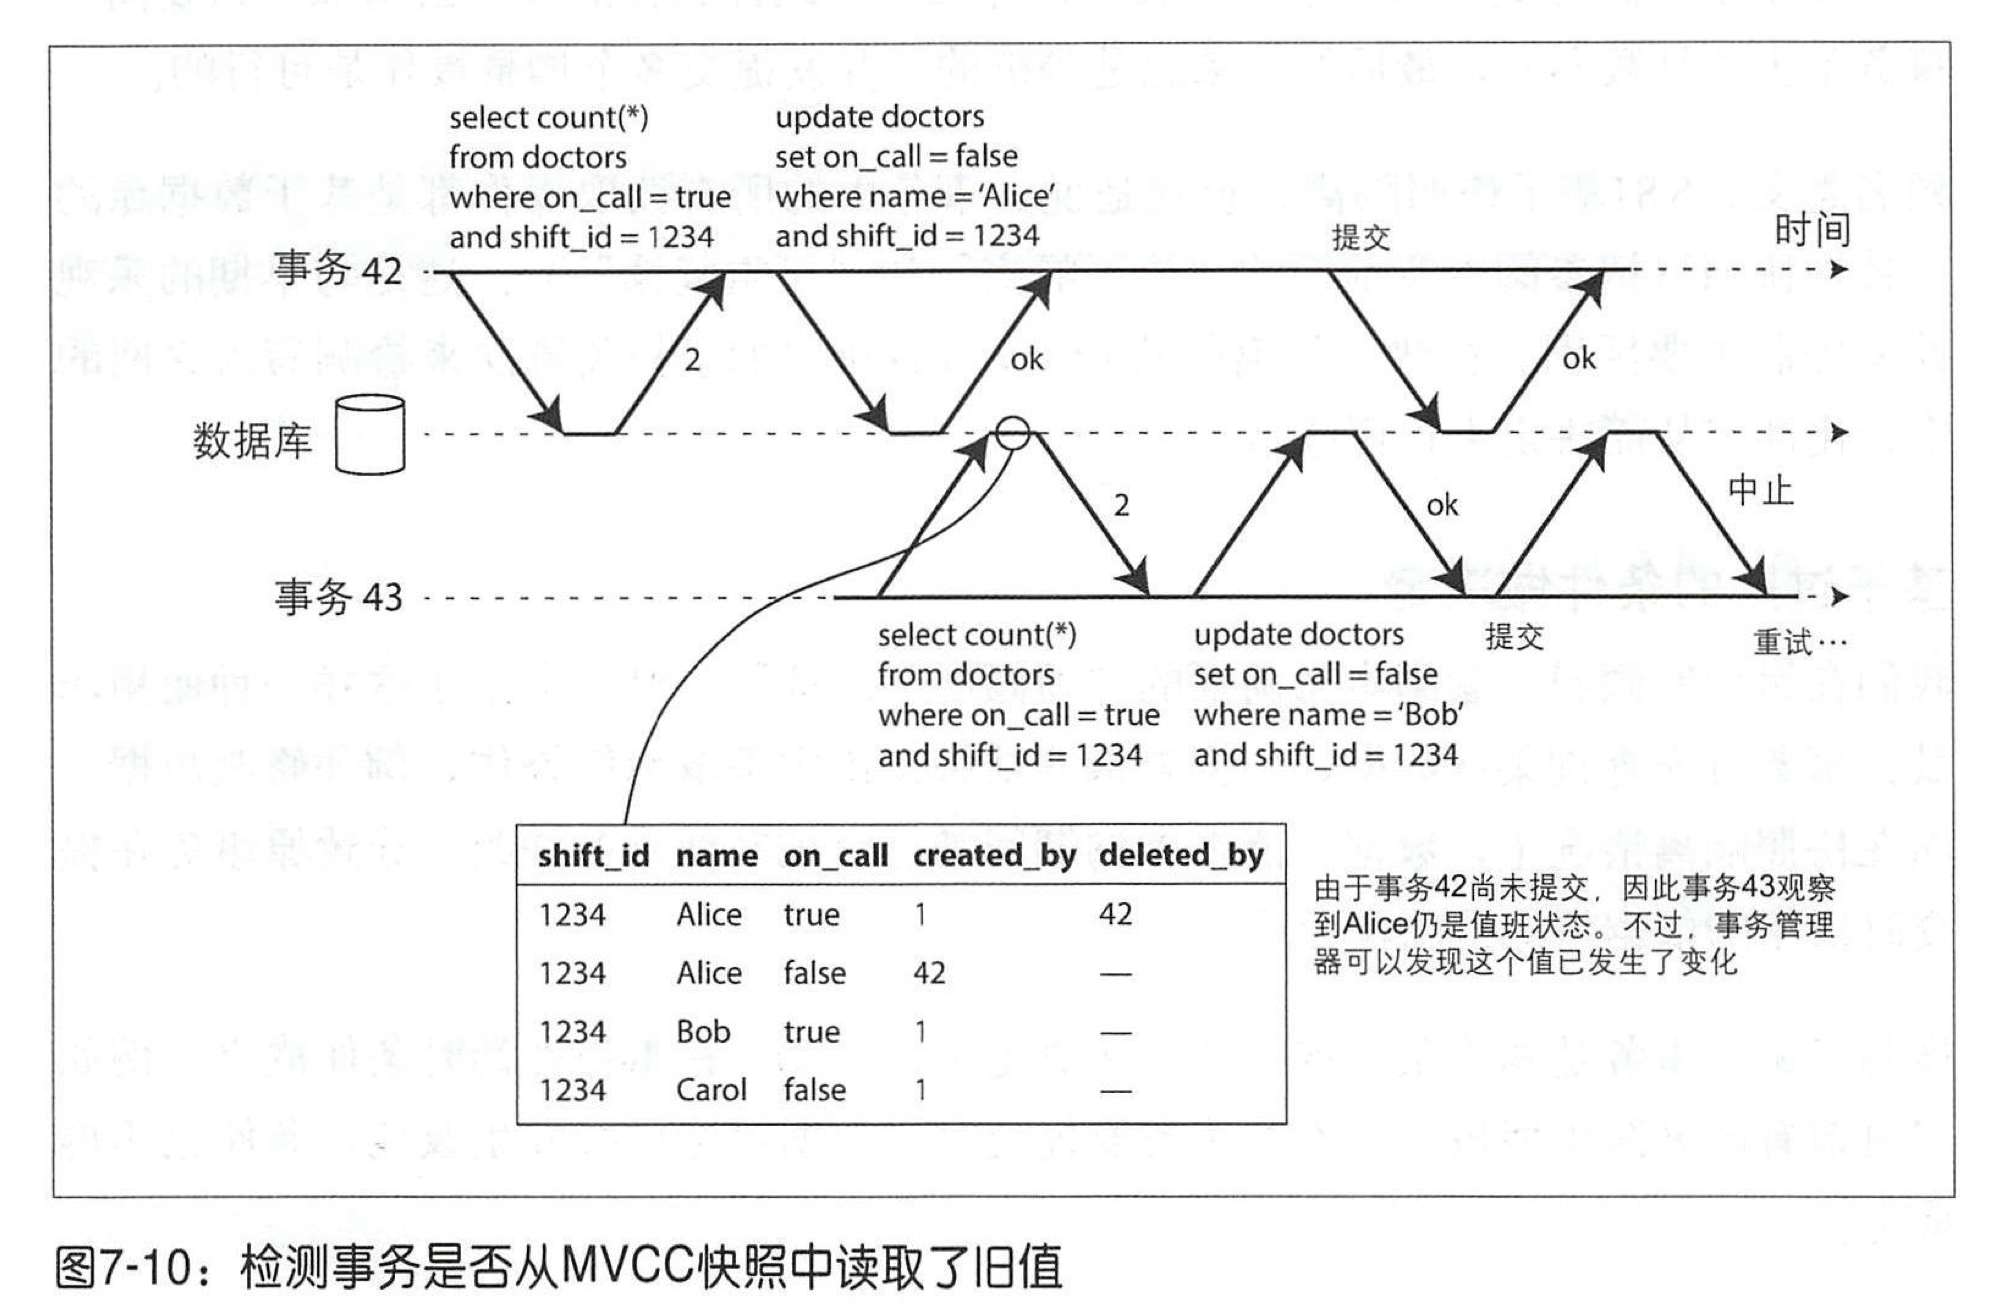 select count(*)
from doctors
where on_call = true
and shift_id = 1234
update doctors
set on_call = false
where name = ‘Alice’
and shift_id = 1234
提交
时间
事务 42
2
ok
ok
数据库
2
ok
中止
事务 43
select count(*)
from doctors
where on_call = true
and shift_id = 1234
update doctors
set on_call = false
where name = ‘Bob’
and shift_id = 1234
提交
重试…
shift_id name on_call created_by deleted_by
1234 Alice true 1 42
1234 Alice false 42 —
1234 Bob true 1 —
1234 Carol false 1 —
由于事务42尚未提交，因此事务43观察
到Alice仍是值班状态。不过，事务管理
器可以发现这个值已发生了变化
图7-10：检测事务是否从MVCC快照中读取了旧值